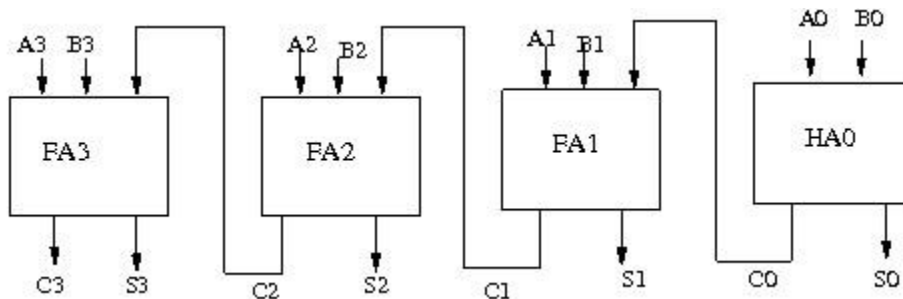 A3 B3 A2 B2 A1 B1 A0 B0
FA3 FA2 FA1 HA0
C3 S3 C2 S2 C1 S1 C0 S0